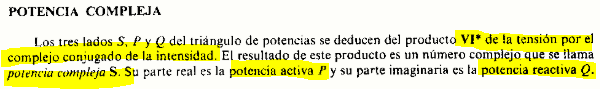 POTENCIA COMPLEJA
Los tres lados S, P y Q del triángulo de potencias se deducen del producto VI* de la tensión por el
complejo conjugado de la intensidad. El resultado de este producto es un número complejo que se llama
potencia compleja S. Su parte real es la potencia activa P y su parte imaginaria es la potencia reactiva Q.